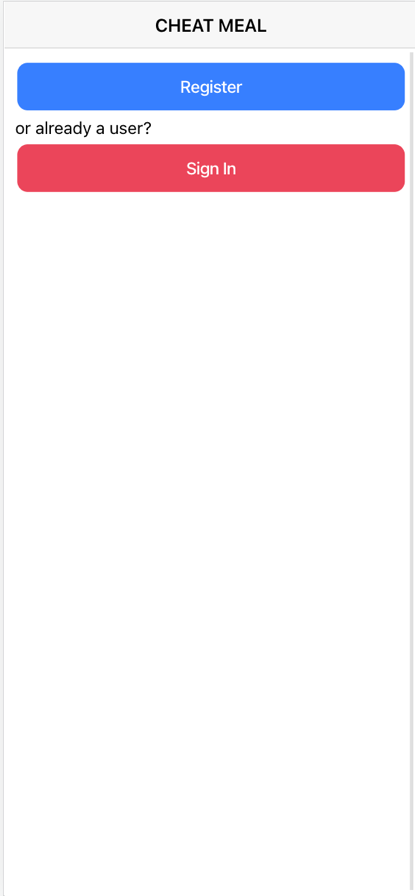 CHEAT MEAL
Register
or already a user?
Sign In